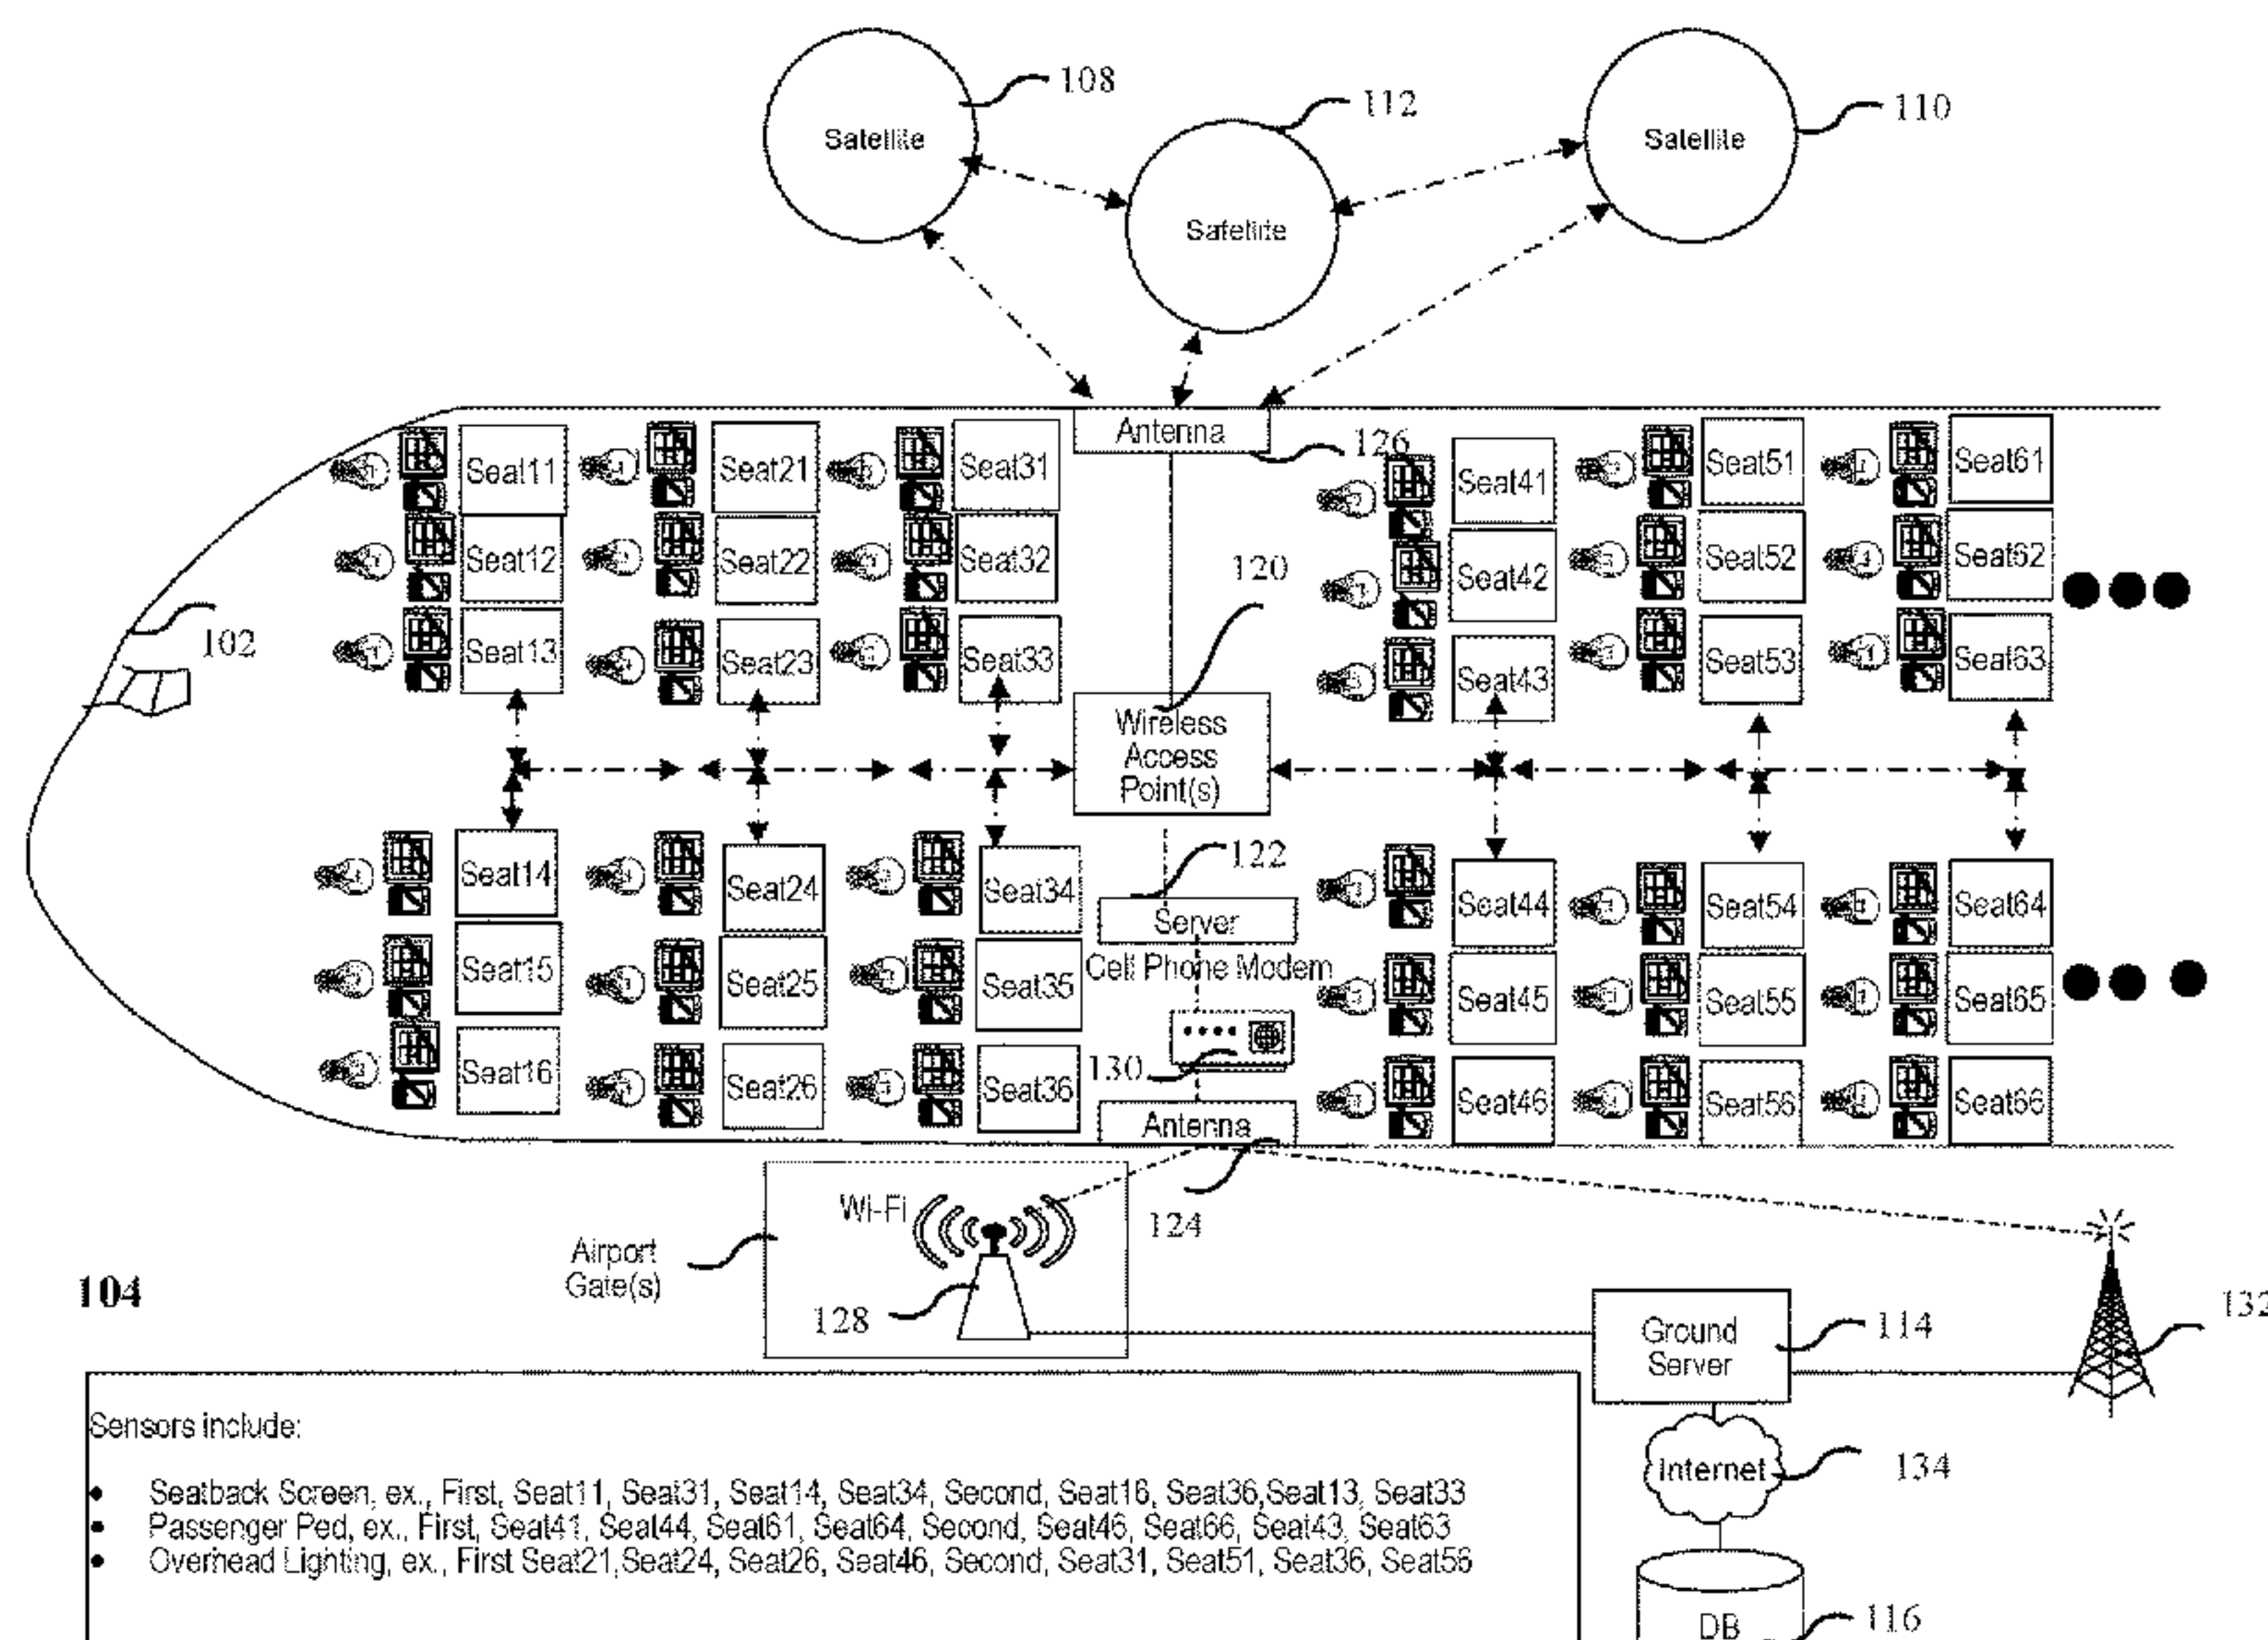 108
112
110
Satellite
Satellite
Satellite
Antenna
126
Seat11
Seat21
Seat31
Seat41
Seat51
Seat61
Seat12
Seat22
Seat32
120
Seat42
Seat52
Seat62
102
Seat13
Seat23
Seat33
Seat43
Seat53
Seat63
Wireless
Access
Point(s)
Seat14
Seat24
Seat34
122
Server
Seat44
Seat54
Seat64
Seat15
Seat25
Seat35
Cell Phone Modem
Seat45
Seat55
Seat65
Seat16
Seat26
Seat36
130
Seat46
Seat56
Seat66
Antenna
Wi-Fi
124
Airport
Gate(s)
104
128
Ground
Server
114
132
Internet
134
Sensors include:
• Seatback Screen, ex., First, Seat11, Seat31, Seat14, Seat34, Second, Seat16, Seat36,Seat13, Seat33
• Passenger Ped, ex., First, Seat41, Seat44, Seat61, Seat64, Second, Seat46, Seat66, Seat43, Seat63
• Overhead Lighting, ex., First Seat21,Seat24, Seat26, Seat46, Second, Seat31, Seat51, Seat36, Seat56
DB
116